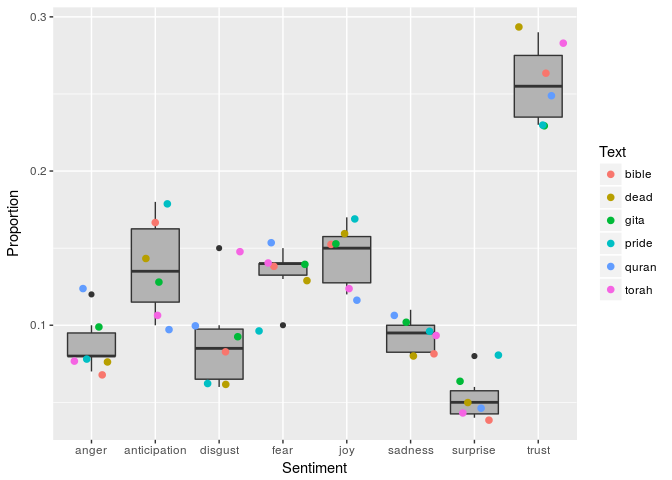 0.3
0.2
0.1
Proportion
anger anticipation disgust fear joy sadness surprise trust
Sentiment
Text
bible
dead
gita
pride
quran
torah